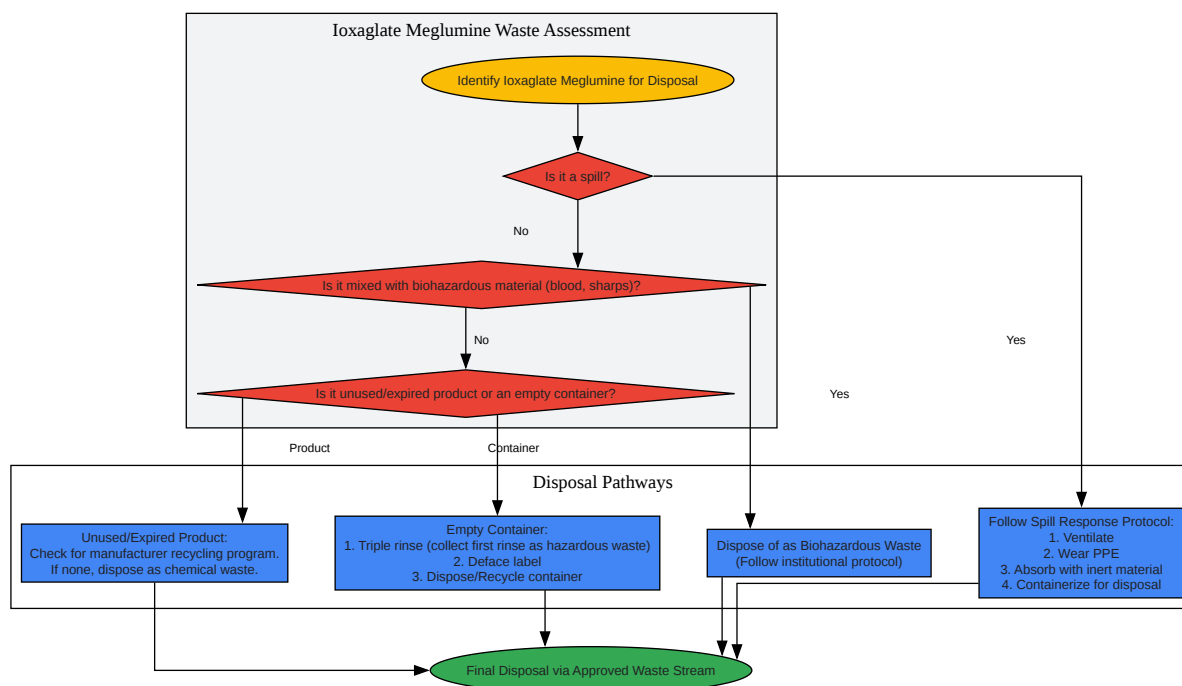 Ioxaglate Meglumine Waste Assessment
Identify Ioxaglate Meglumine for Disposal
Is it a spill?
No
Is it mixed with biohazardous material (blood, sharps)?
No
Yes
Is it unused/expired product or an empty container?
Yes
Product
Container
Disposal Pathways
Unused/Expired Product:
Check for manufacturer recycling program.
If none, dispose as chemical waste.
Empty Container:
1. Triple rinse (collect first rinse as hazardous waste)
2. Deface label
3. Dispose/Recycle container
Dispose of as Biohazardous Waste
(Follow institutional protocol)
Follow Spill Response Protocol:
1. Ventilate
2. Wear PPE
3. Absorb with inert material
4. Containerize for disposal
Final Disposal via Approved Waste Stream